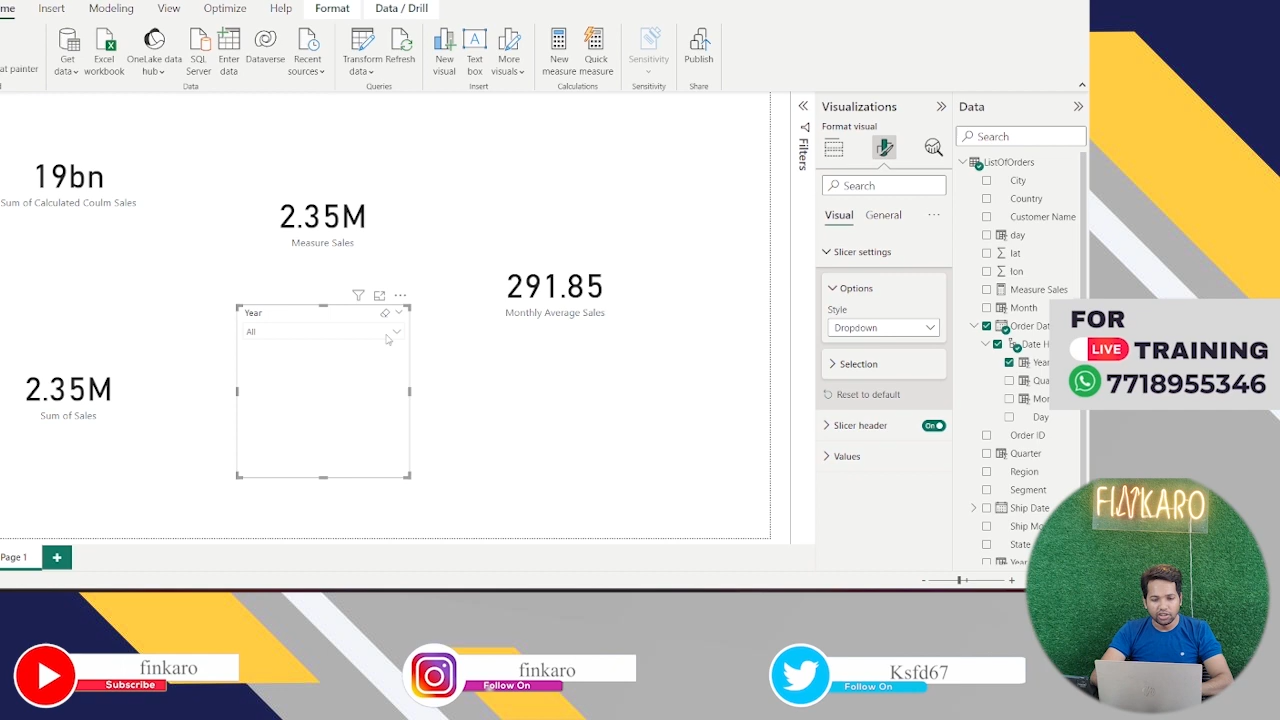 me Insert Modeling View Optimize Help Format Data / Drill
at painter
Get data
Excel workbook
OneLake data hub
SQL Server
Enter data
Dataverse
Recent sources
Transform data
Refresh
New visual
Text box
More visuals
New measure
Quick measure
Sensitivity
Publish
Data
Queries
Insert
Calculations
Sensitivity
Share
19bn
Sum of Calculated Coulm Sales
2.35M
Measure Sales
291.85
Monthly Average Sales
Year
All
2.35M
Sum of Sales
Page 1
Filters
Visualizations
Format visual
Search
Visual General
Slicer settings
Options
Style
Dropdown
Selection
Reset to default
Slicer header On
Values
Data
Search
ListOfOrders
City
Country
Customer Name
day
lat
lon
Measure Sales
Month
Order Dat
Date H
Year
Qua
Mon
Day
Order ID
Quarter
Region
Segment
Ship Date
Ship Mo
State
Year
FOR
LIVE TRAINING
7718955346
FINKARO
finkaro
Subscribe
finkaro
Follow On
Ksfd67
Follow On